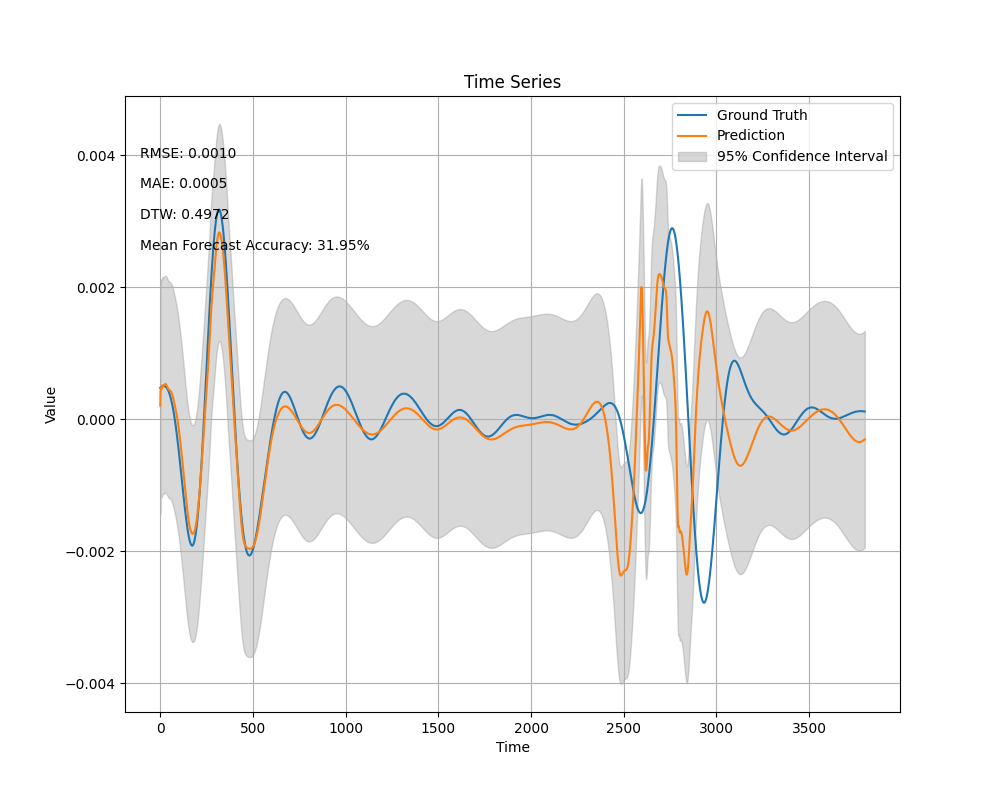 Time Series
Ground Truth
Prediction
95% Confidence Interval
RMSE: 0.0010
MAE: 0.0005
DTW: 0.4972
Mean Forecast Accuracy: 31.95%
Value
0.004
0.002
0.000
−0.002
−0.004
0 500 1000 1500 2000 2500 3000 3500
Time